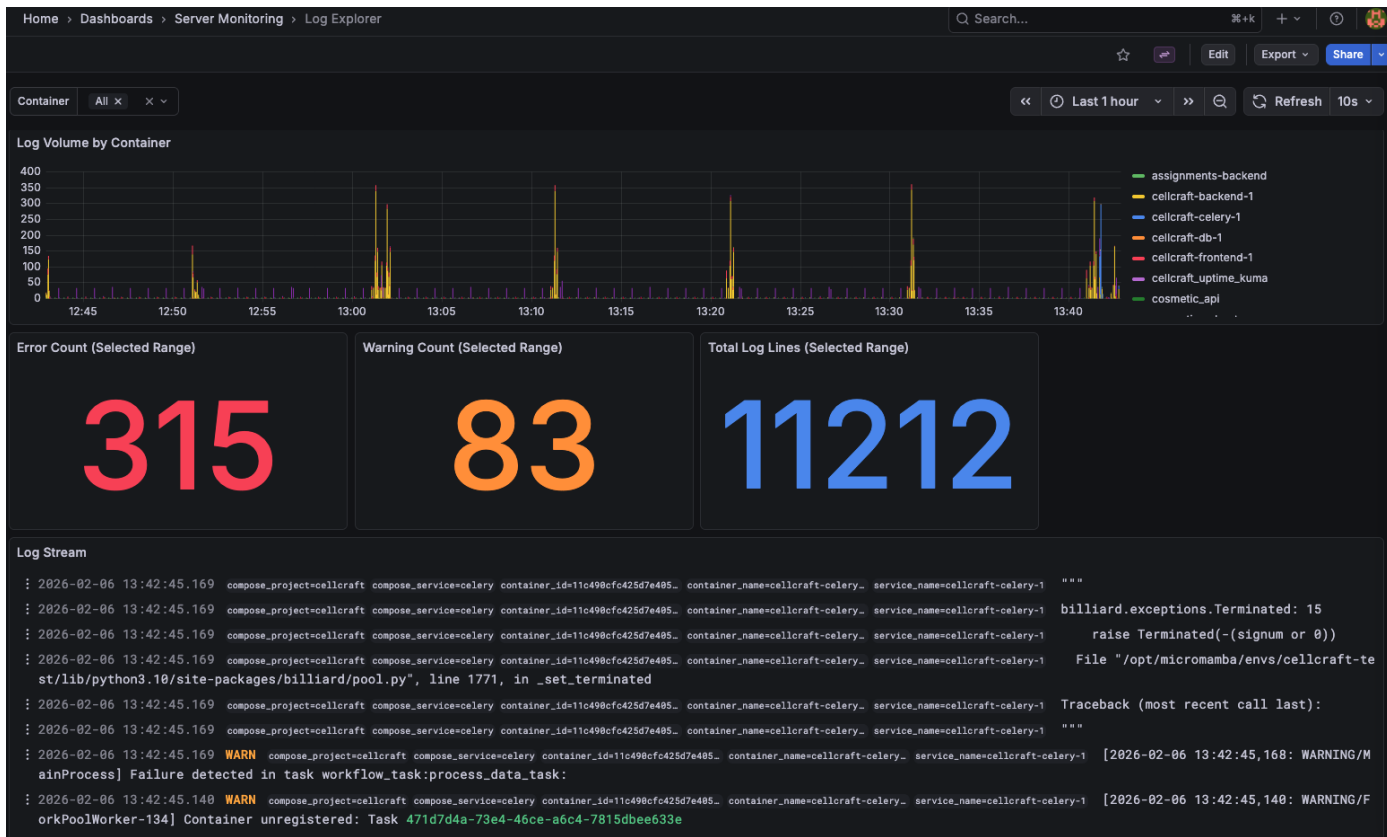 Home › Dashboards › Server Monitoring › Log Explorer
Search... ⌘+k
Edit Export Share
Container All × ×
Last 1 hour Refresh 10s
Log Volume by Container
400
350
300
250
200
150
100
50
0
12:45 12:50 12:55 13:00 13:05 13:10 13:15 13:20 13:25 13:30 13:35 13:40
assignments-backend
cellcraft-backend-1
cellcraft-celery-1
cellcraft-db-1
cellcraft-frontend-1
cellcraft_uptime_kuma
cosmetic_api
Error Count (Selected Range)
315
Warning Count (Selected Range)
83
Total Log Lines (Selected Range)
11212
Log Stream
2026-02-06 13:42:45.169 compose_project=cellcraft compose_service=celery container_id=11c490cfc425d7e405… container_name=cellcraft-celery… service_name=cellcraft-celery-1 """
2026-02-06 13:42:45.169 compose_project=cellcraft compose_service=celery container_id=11c490cfc425d7e405… container_name=cellcraft-celery… service_name=cellcraft-celery-1 billiard.exceptions.Terminated: 15
2026-02-06 13:42:45.169 compose_project=cellcraft compose_service=celery container_id=11c490cfc425d7e405… container_name=cellcraft-celery… service_name=cellcraft-celery-1 raise Terminated(-(signum or 0))
2026-02-06 13:42:45.169 compose_project=cellcraft compose_service=celery container_id=11c490cfc425d7e405… container_name=cellcraft-celery… service_name=cellcraft-celery-1 File "/opt/micromamba/envs/cellcraft-te
st/lib/python3.10/site-packages/billiard/pool.py", line 1771, in _set_terminated
2026-02-06 13:42:45.169 compose_project=cellcraft compose_service=celery container_id=11c490cfc425d7e405… container_name=cellcraft-celery… service_name=cellcraft-celery-1 Traceback (most recent call last):
2026-02-06 13:42:45.169 compose_project=cellcraft compose_service=celery container_id=11c490cfc425d7e405… container_name=cellcraft-celery… service_name=cellcraft-celery-1 """
2026-02-06 13:42:45.169 WARN compose_project=cellcraft compose_service=celery container_id=11c490cfc425d7e405… container_name=cellcraft-celery… service_name=cellcraft-celery-1 [2026-02-06 13:42:45,168: WARNING/M
ainProcess] Failure detected in task workflow_task:process_data_task:
2026-02-06 13:42:45.140 WARN compose_project=cellcraft compose_service=celery container_id=11c490cfc425d7e405… container_name=cellcraft-celery… service_name=cellcraft-celery-1 [2026-02-06 13:42:45,140: WARNING/F
orkPoolWorker-134] Container unregistered: Task 471d7d4a-73e4-46ce-a6c4-7815dbee633e